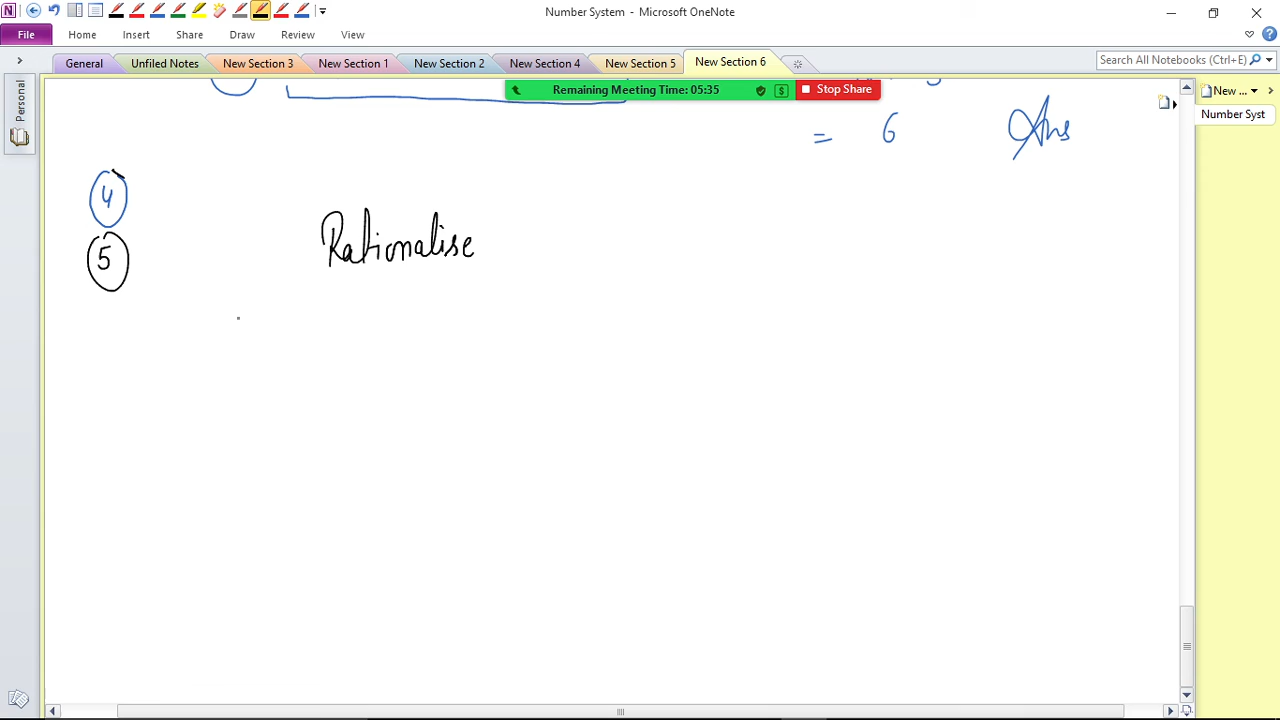 Number System - Microsoft OneNote
File Home Insert Share Draw Review View
General Unfiled Notes New Section 3 New Section 1 New Section 2 New Section 4 New Section 5 New Section 6
Search All Notebooks (Ctrl+E)
Remaining Meeting Time: 05:35 Stop Share
New ...
Number Syst
Personal
= 6 Ans
4
Rationalise
5